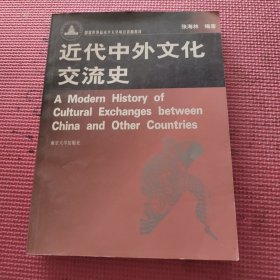 张海林 编著
近代中外文化
交流史
A Modern History of
Cultural Exchanges between
China and Other Countries
南京大学出版社